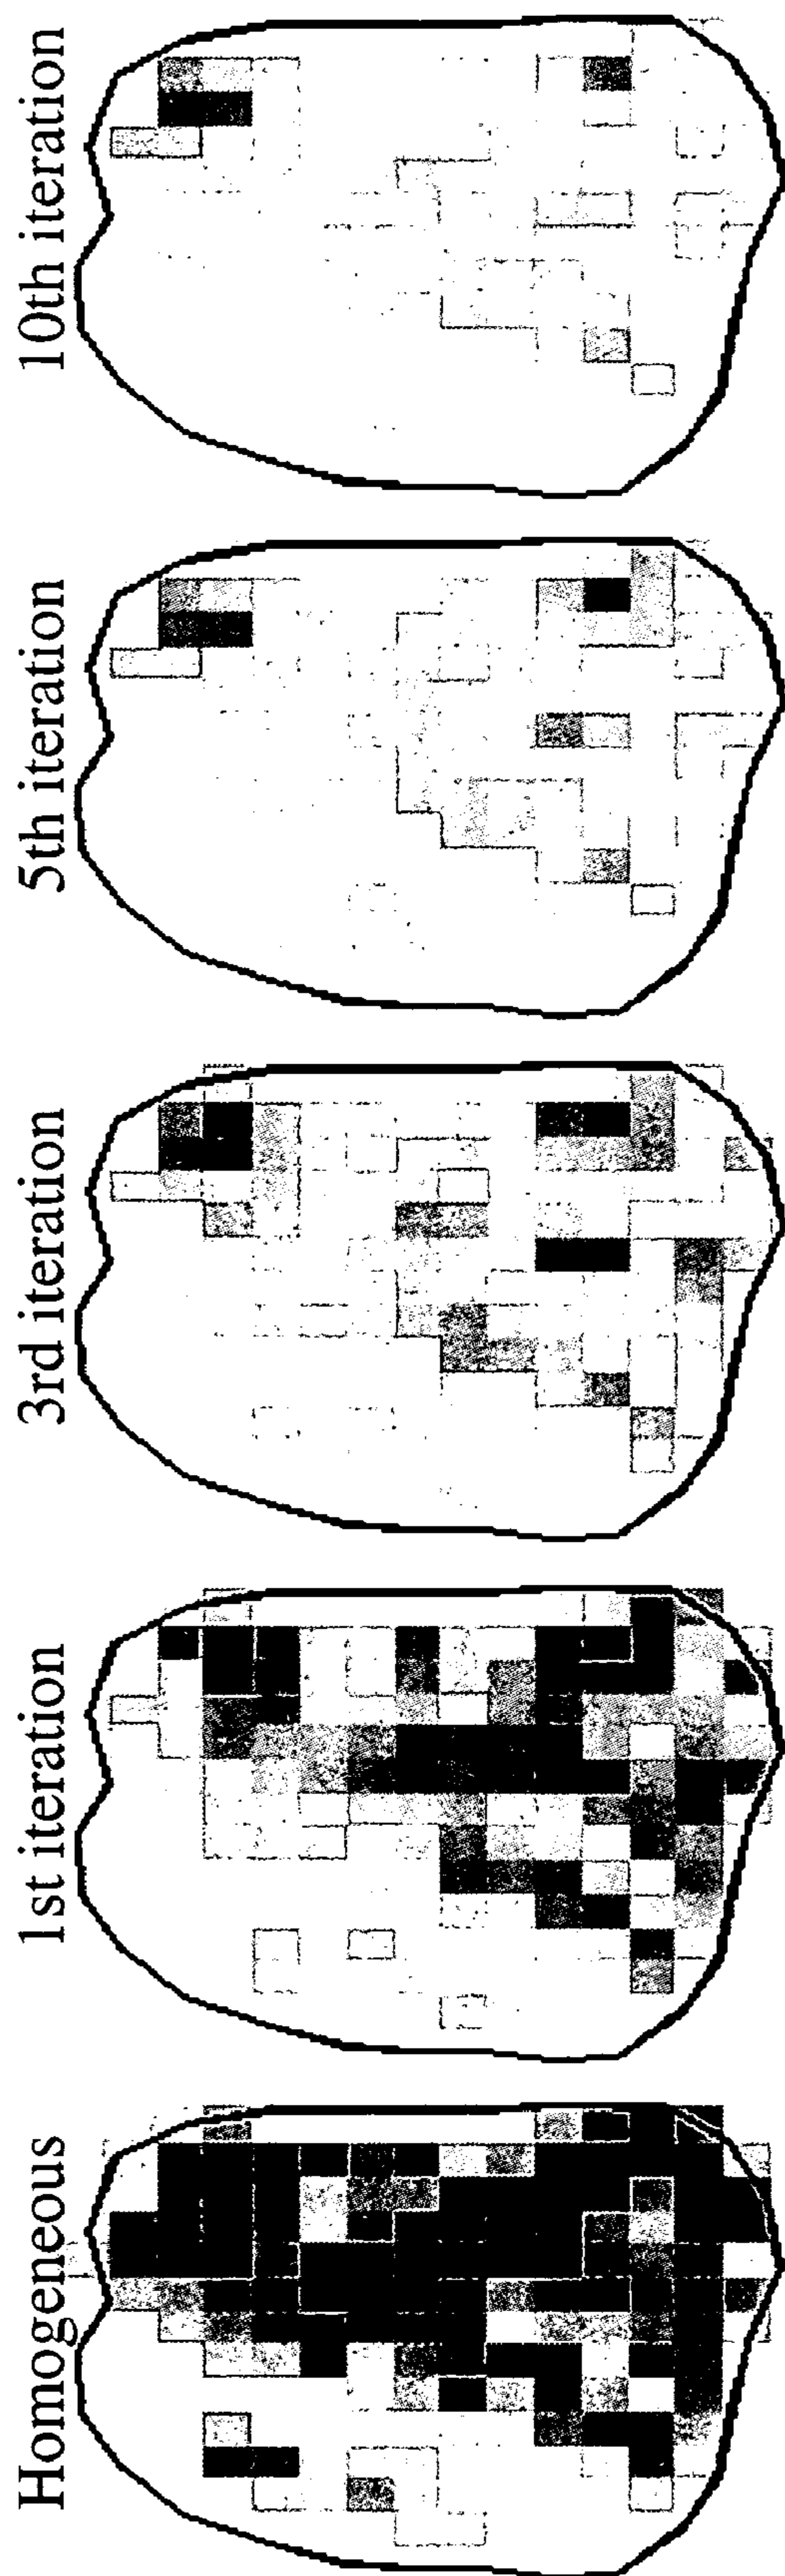 Homogeneous
1st iteration
3rd iteration
5th iteration
10th iteration